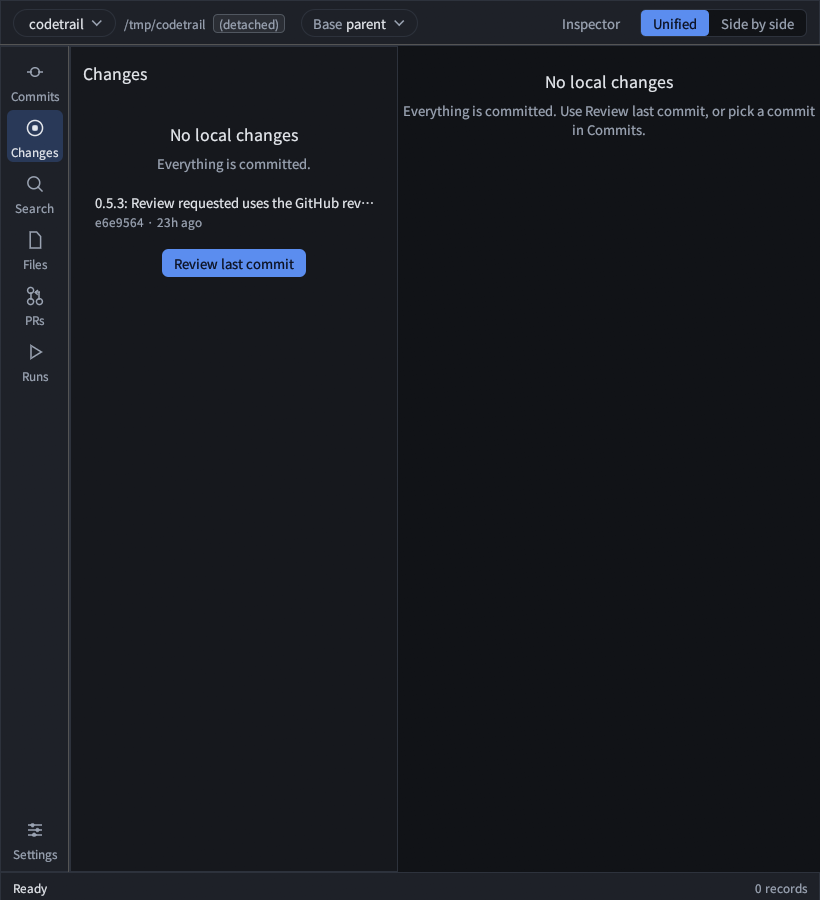 codetrail
/tmp/codetrail
(detached)
Base parent
Inspector
Unified
Side by side
Commits
Changes
Search
Files
PRs
Runs
Settings
Changes
No local changes
Everything is committed.
0.5.3: Review requested uses the GitHub rev…
e6e9564 · 23h ago
Review last commit
No local changes
Everything is committed. Use Review last commit, or pick a commit
in Commits.
Ready
0 records